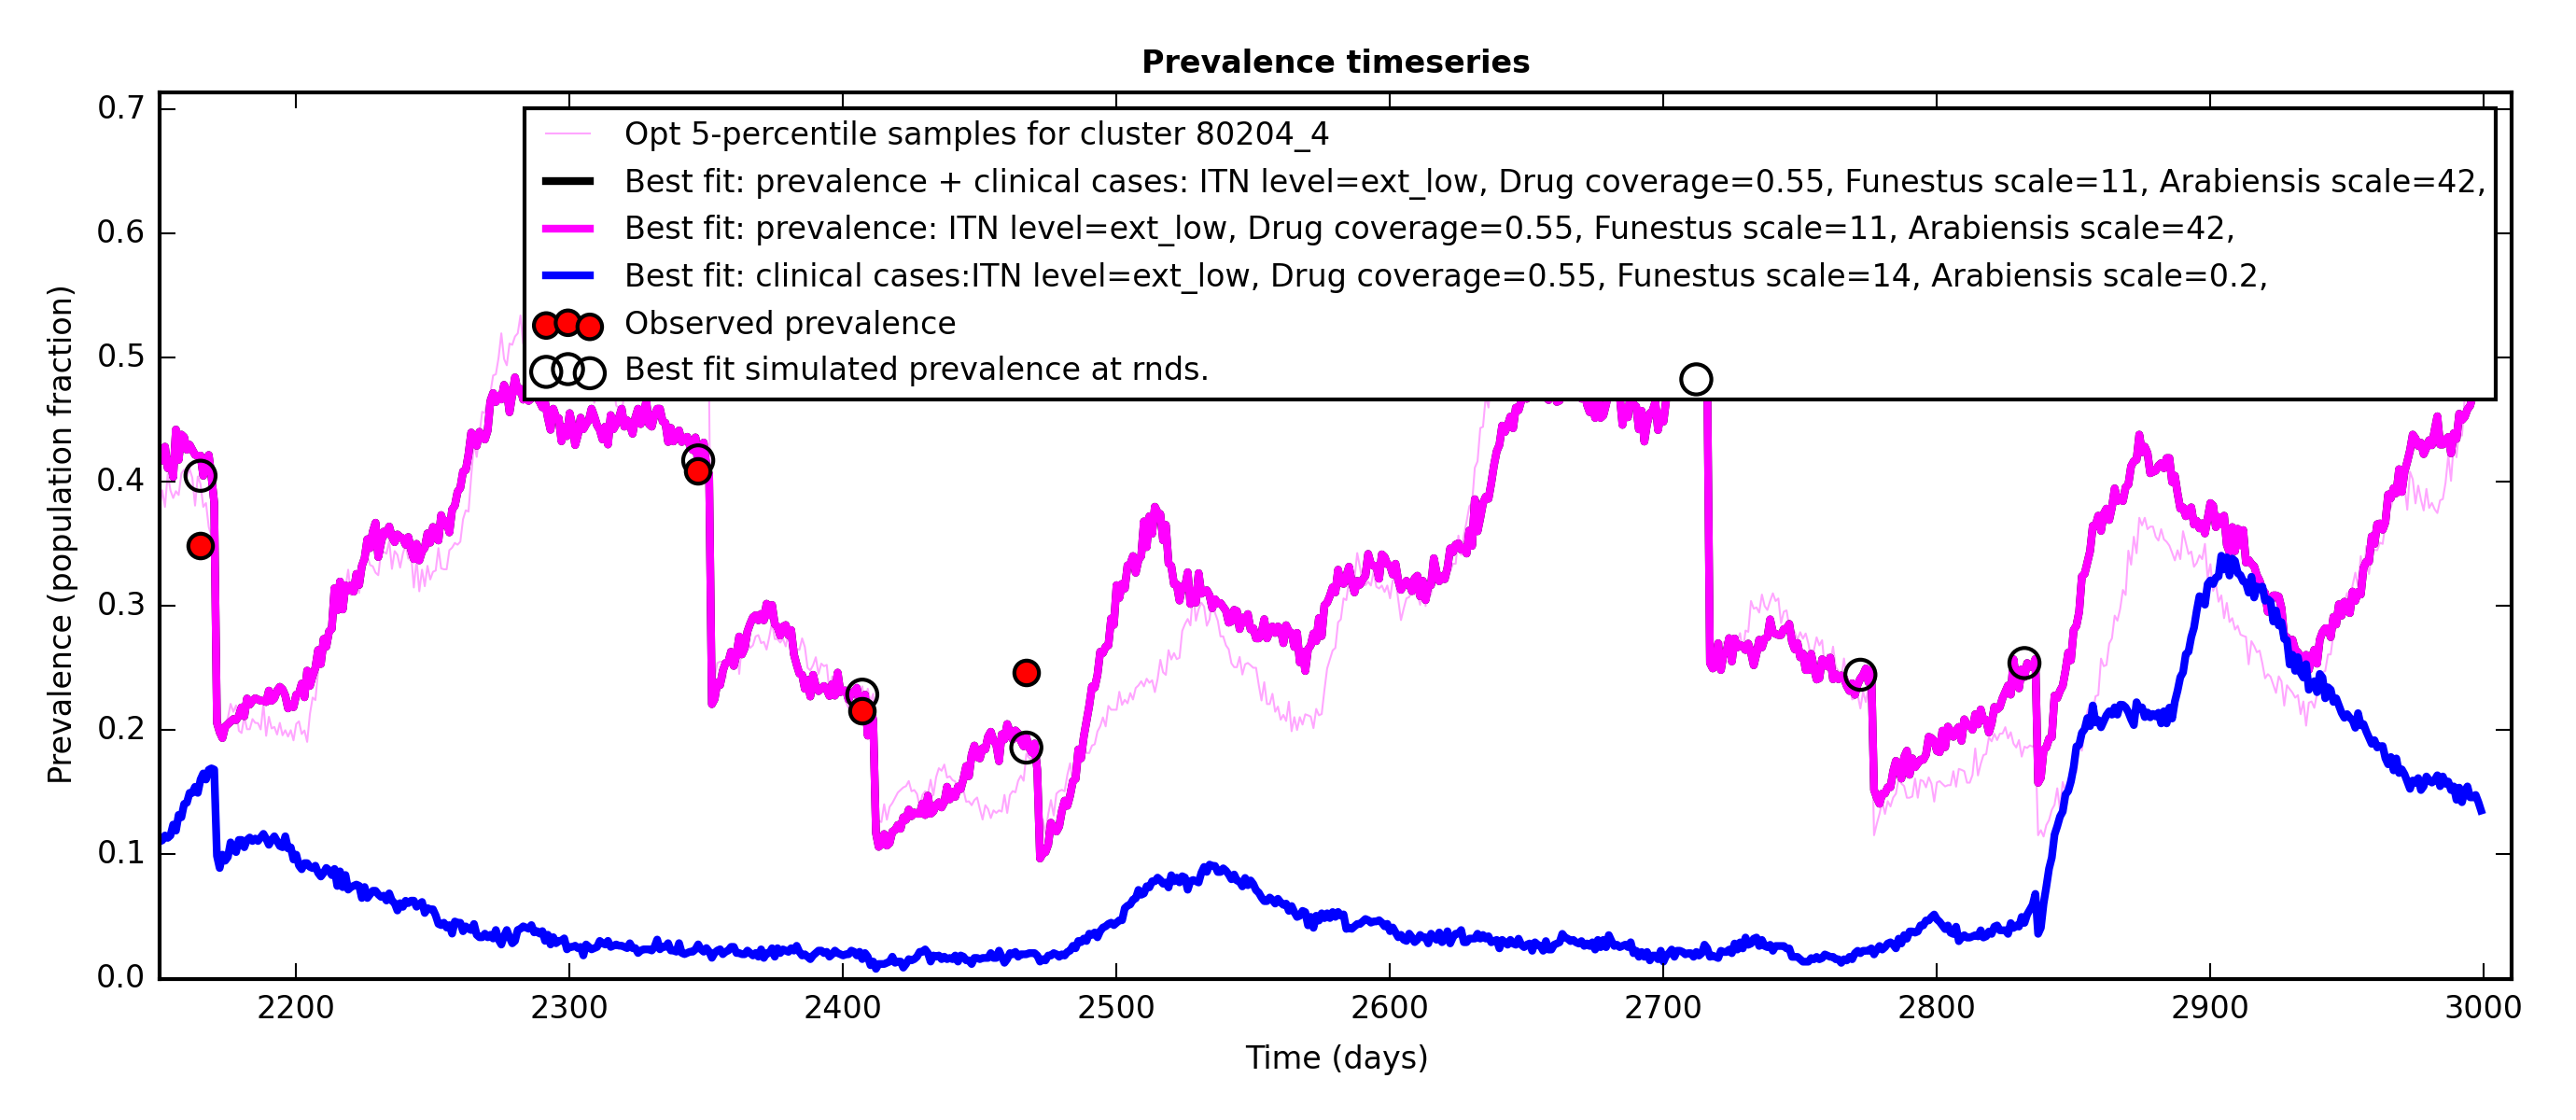 Prevalence timeseries
0.7
0.6
0.5
0.4
0.3
0.2
0.1
0.0
Prevalence (population fraction)
Opt 5-percentile samples for cluster 80204_4
Best fit: prevalence + clinical cases: ITN level=ext_low, Drug coverage=0.55, Funestus scale=11, Arabiensis scale=42,
Best fit: prevalence: ITN level=ext_low, Drug coverage=0.55, Funestus scale=11, Arabiensis scale=42,
Best fit: clinical cases:ITN level=ext_low, Drug coverage=0.55, Funestus scale=14, Arabiensis scale=0.2,
Observed prevalence
Best fit simulated prevalence at rnds.
2200 2300 2400 2500 2600 2700 2800 2900 3000
Time (days)